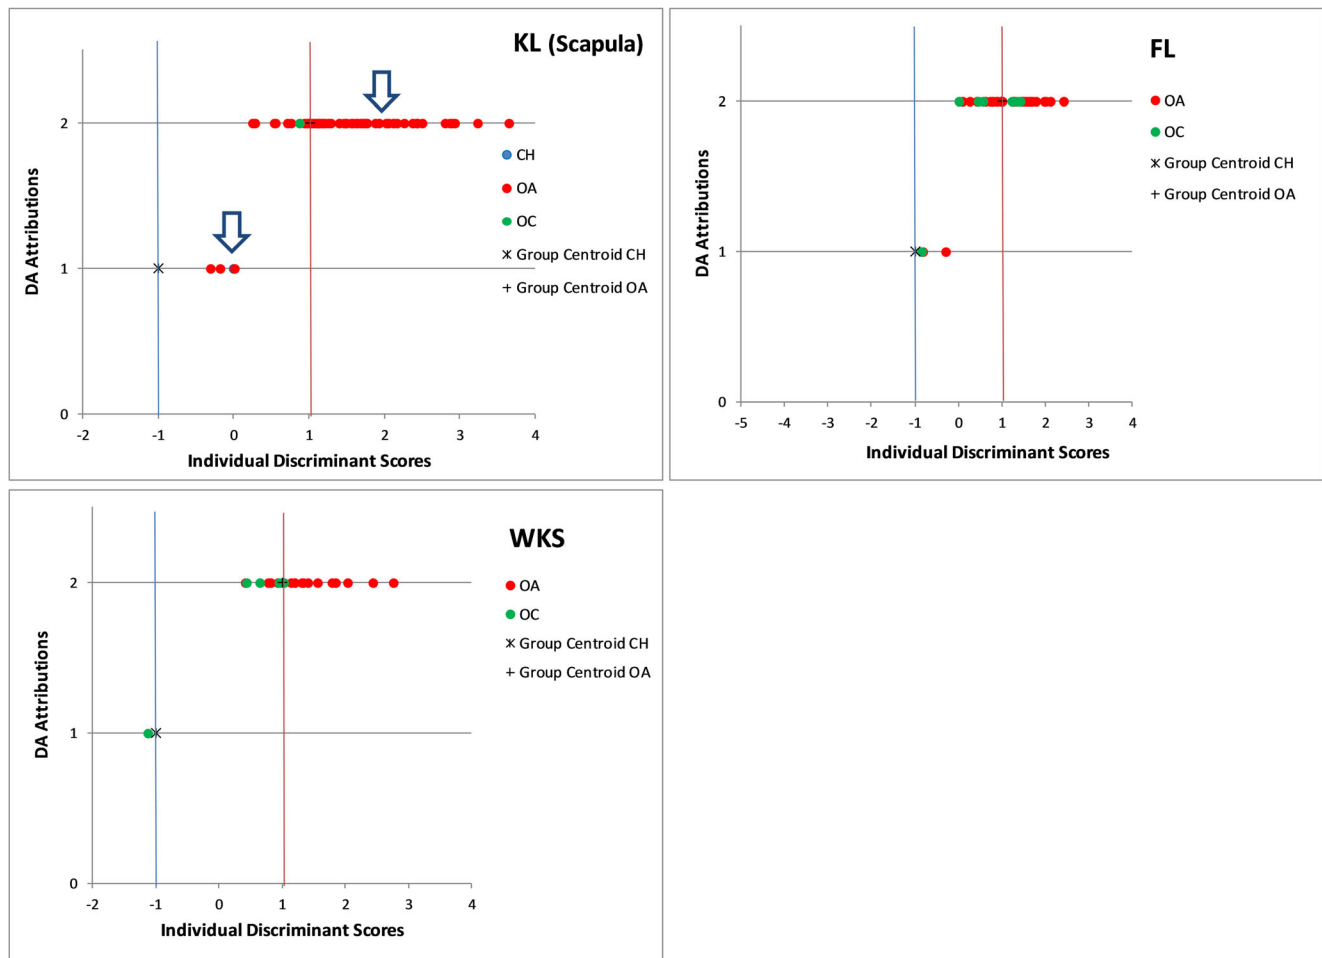 KL (Scapula)
DA Attributions
2
1
0
-2 -1 0 1 2 3 4
Individual Discriminant Scores
CH
OA
OC
Group Centroid CH
Group Centroid OA
FL
DA Attributions
2
1
0
-5 -4 -3 -2 -1 0 1 2 3 4
Individual Discriminant Scores
OA
OC
Group Centroid CH
Group Centroid OA
WKS
DA Attributions
2
1
0
-2 -1 0 1 2 3 4
Individual Discriminant Scores
OA
OC
Group Centroid CH
Group Centroid OA